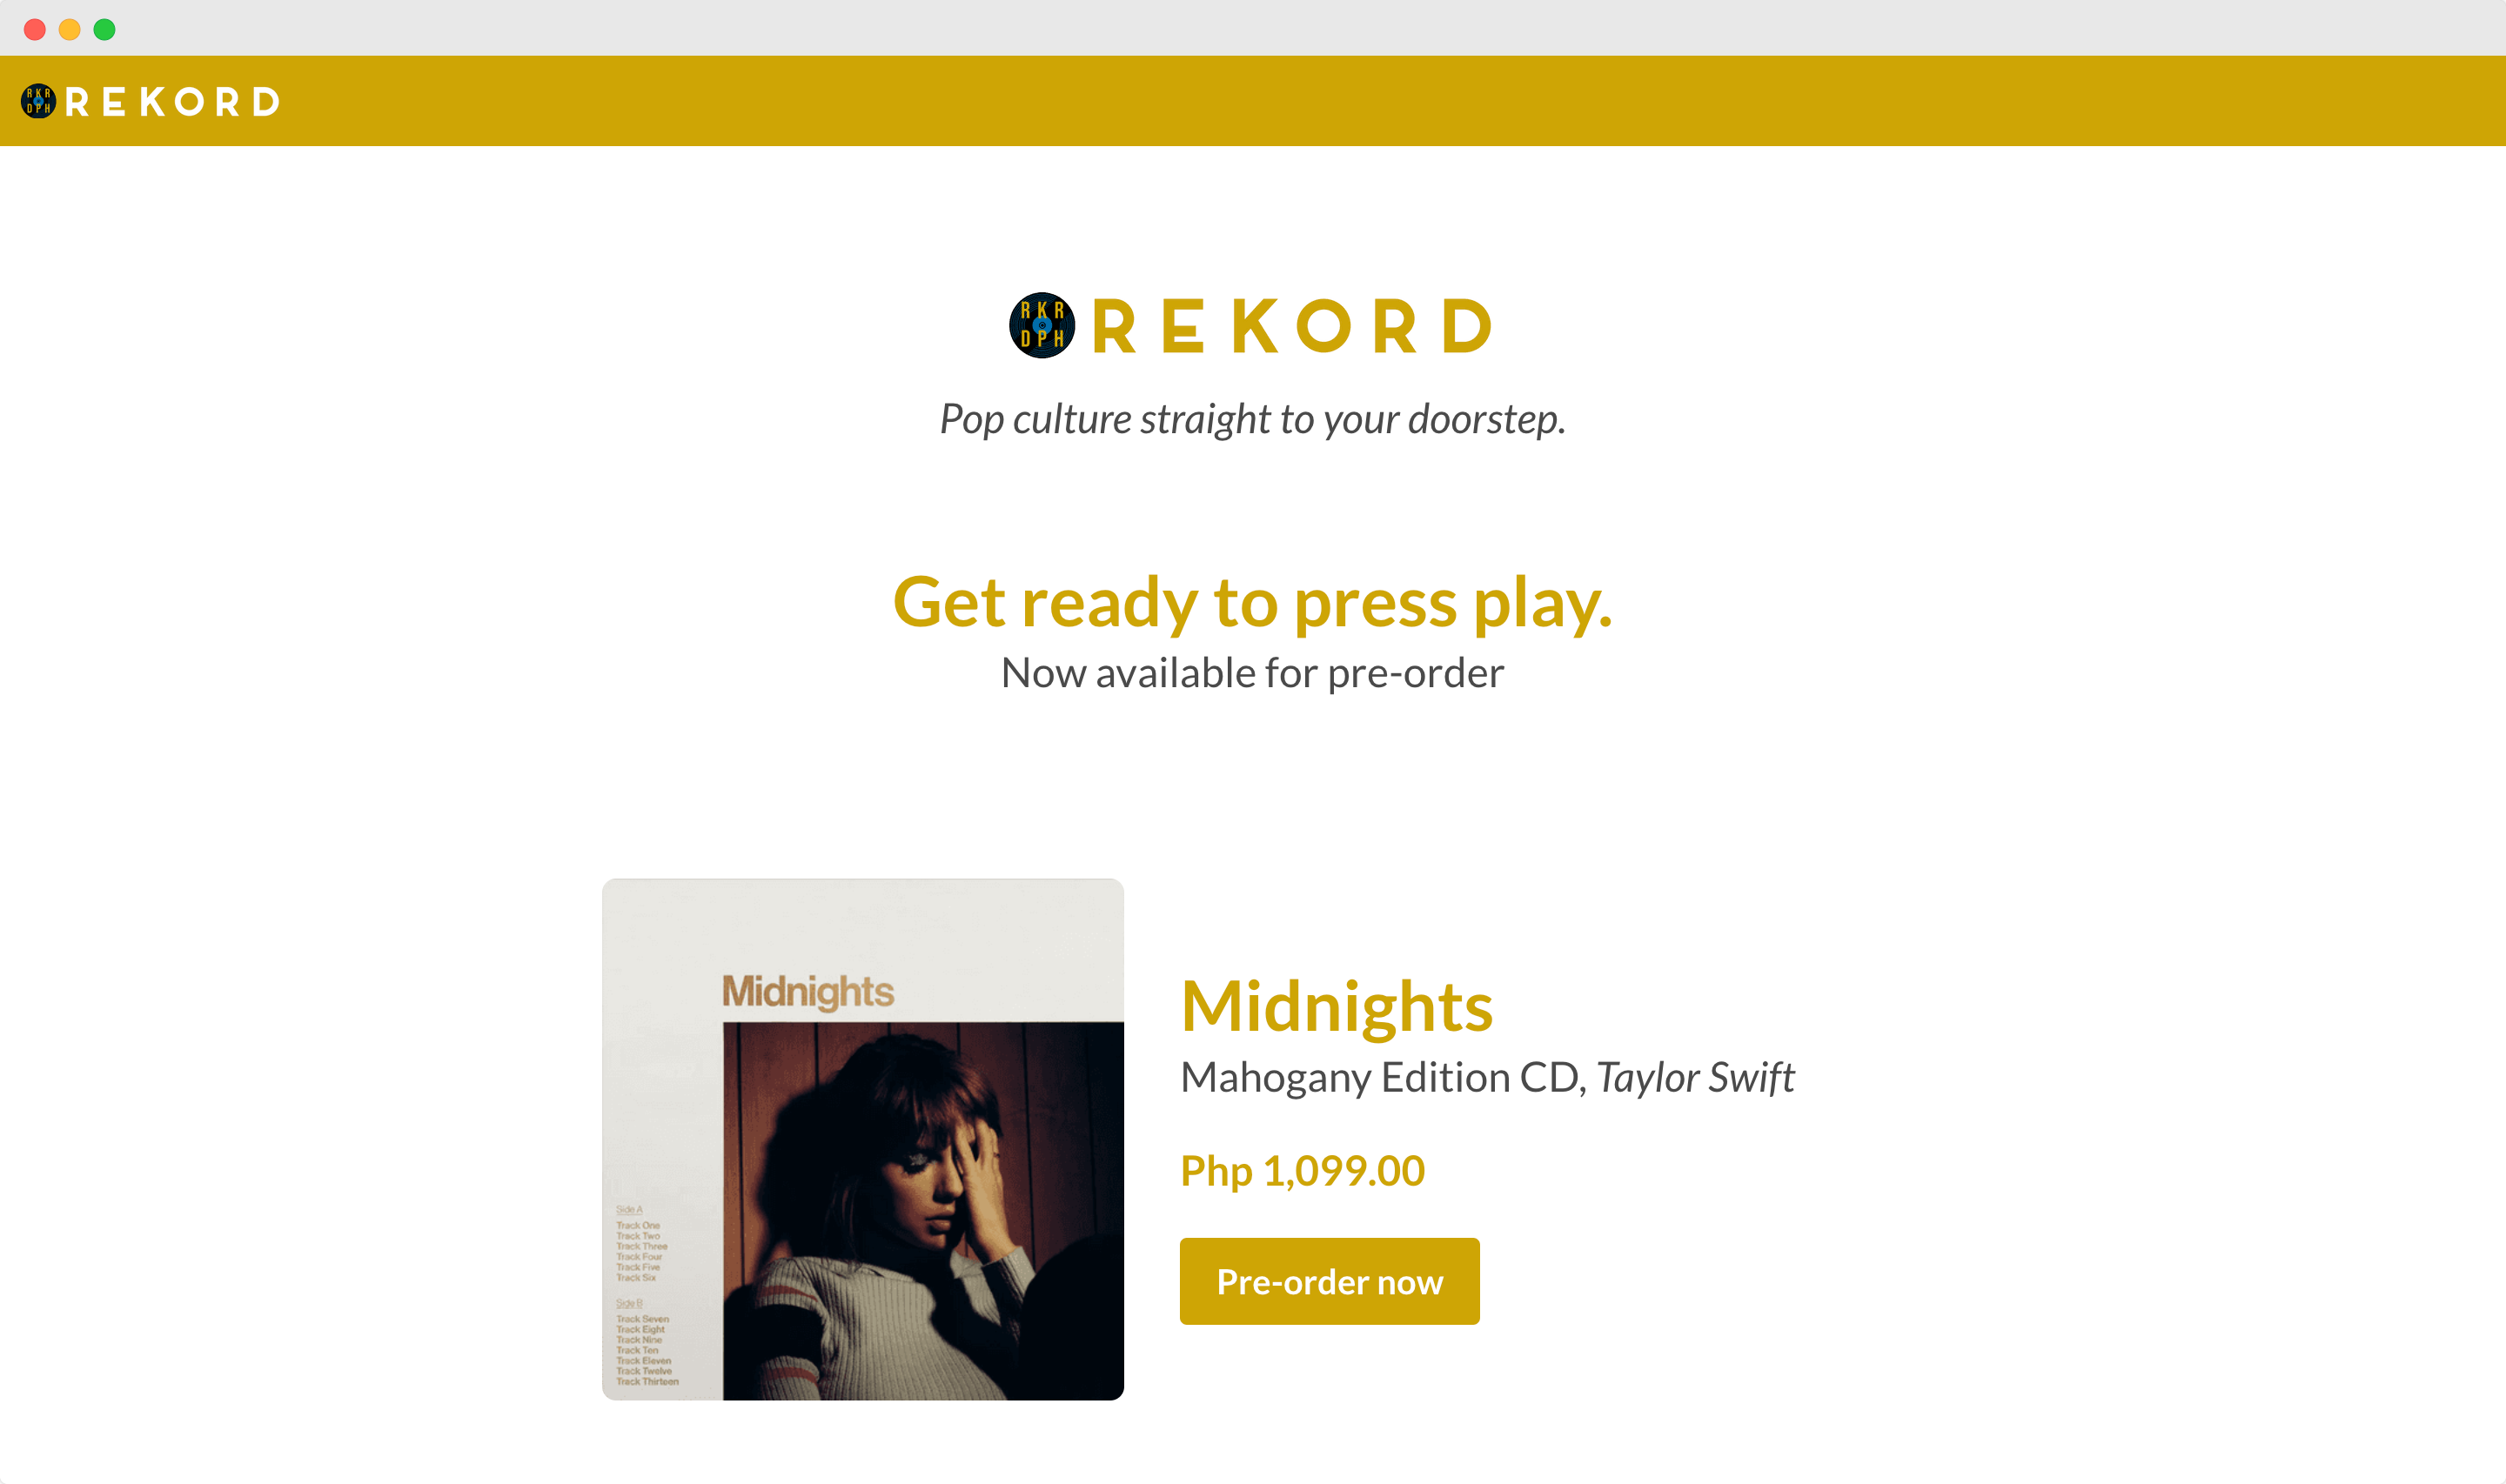 RKR
DPH
REKORD
RKR
DPH
REKORD
Pop culture straight to your doorstep.
Get ready to press play.
Now available for pre-order
Midnights
Side A
Track One
Track Two
Track Three
Track Four
Track Five
Track Six
Side B
Track Seven
Track Eight
Track Nine
Track Ten
Track Eleven
Track Twelve
Track Thirteen
Midnights
Mahogany Edition CD, Taylor Swift
Php 1,099.00
Pre-order now